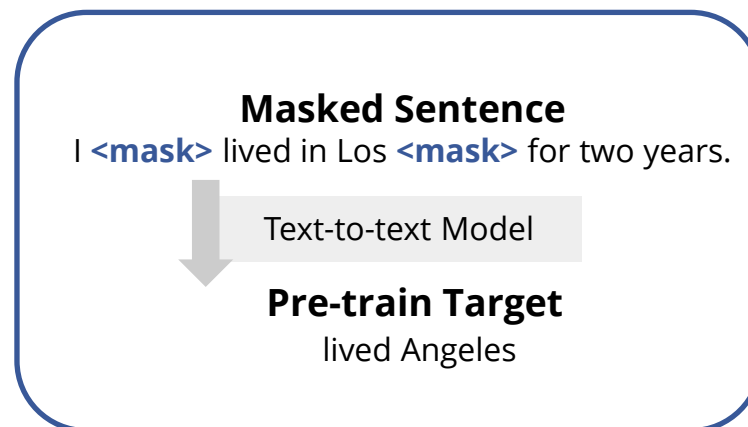 Masked Sentence
I <mask> lived in Los <mask> for two years.
Text-to-text Model
Pre-train Target
lived Angeles